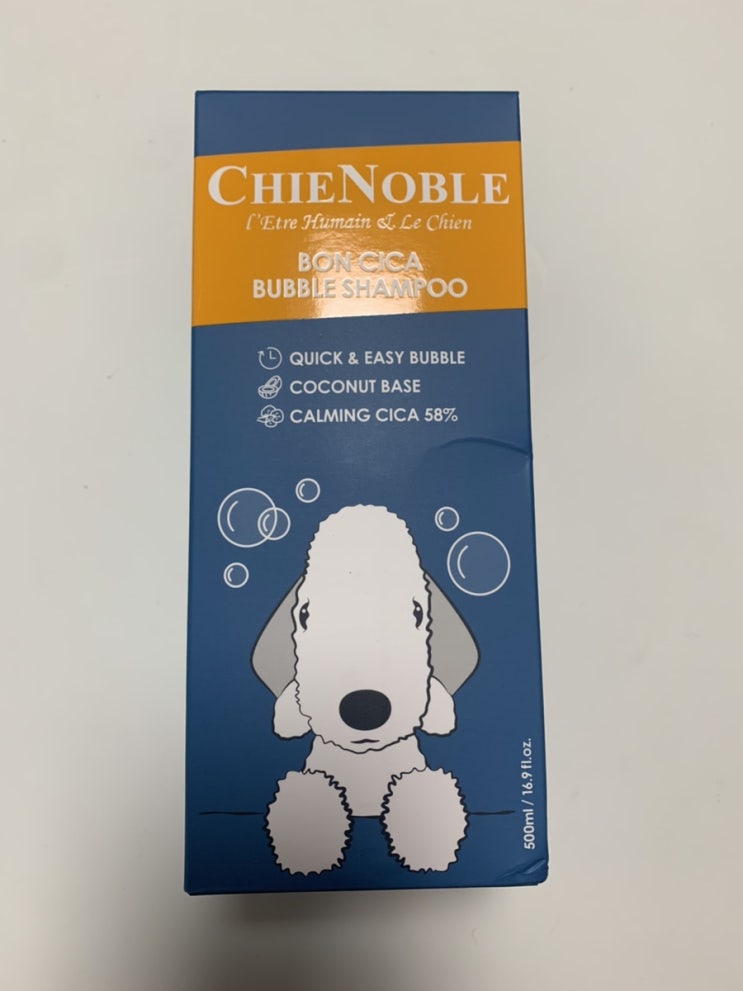 CHIENOBLE
l'Etre Humain & Le Chien
BON CICA
BUBBLE SHAMPOO
QUICK & EASY BUBBLE
COCONUT BASE
CALMING CICA 58%
500ml / 16.9 fl.oz.